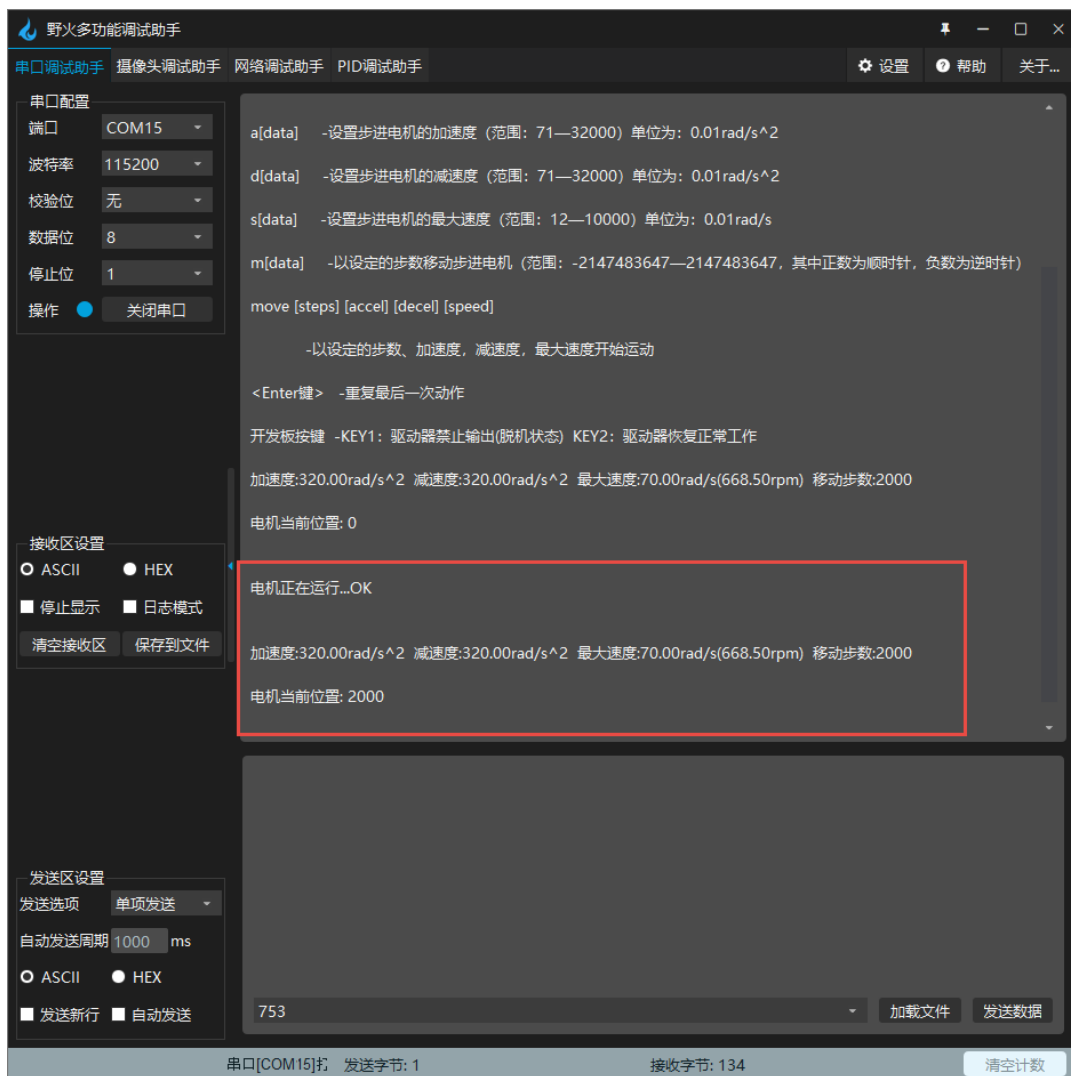 野火多功能调试助手
串口调试助手 摄像头调试助手 网络调试助手 PID调试助手 设置 帮助 关于...
串口配置
端口 COM15
波特率 115200
校验位 无
数据位 8
停止位 1
操作 关闭串口
接收区设置
ASCII HEX
停止显示 日志模式
清空接收区 保存到文件
发送区设置
发送选项 单项发送
自动发送周期 1000 ms
ASCII HEX
发送新行 自动发送
a[data] -设置步进电机的加速度（范围：71—32000）单位为：0.01rad/s^2
d[data] -设置步进电机的减速度（范围：71—32000）单位为：0.01rad/s^2
s[data] -设置步进电机的最大速度（范围：12—10000）单位为：0.01rad/s
m[data] -以设定的步数移动步进电机（范围：-2147483647—2147483647，其中正数为顺时针，负数为逆时针）
move [steps] [accel] [decel] [speed]
-以设定的步数、加速度，减速度，最大速度开始运动
<Enter键> -重复最后一次动作
开发板按键 -KEY1：驱动器禁止输出(脱机状态) KEY2：驱动器恢复正常工作
加速度:320.00rad/s^2 减速度:320.00rad/s^2 最大速度:70.00rad/s(668.50rpm) 移动步数:2000
电机当前位置: 0
电机正在运行...OK
加速度:320.00rad/s^2 减速度:320.00rad/s^2 最大速度:70.00rad/s(668.50rpm) 移动步数:2000
电机当前位置: 2000
753 加载文件 发送数据
串口[COM15] 发送字节: 1 接收字节: 134 清空计数